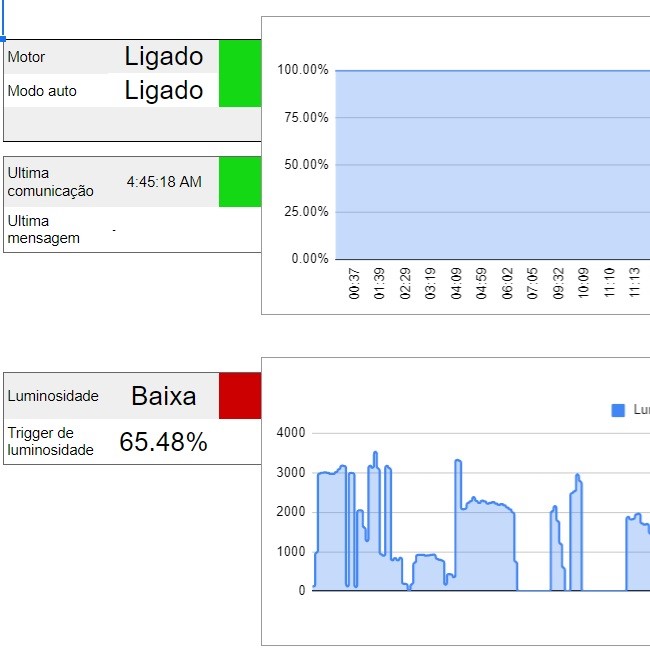 Motor Ligado
Modo auto Ligado
Ultima
comunicação 4:45:18 AM
Ultima
mensagem -
100.00%
75.00%
50.00%
25.00%
0.00%
00:37 01:39 02:29 03:19 04:09 04:59 06:02 07:05 09:32 10:09 11:10 11:13
Luminosidade Baixa
Trigger de
luminosidade 65.48%
Lu
4000
3000
2000
1000
0